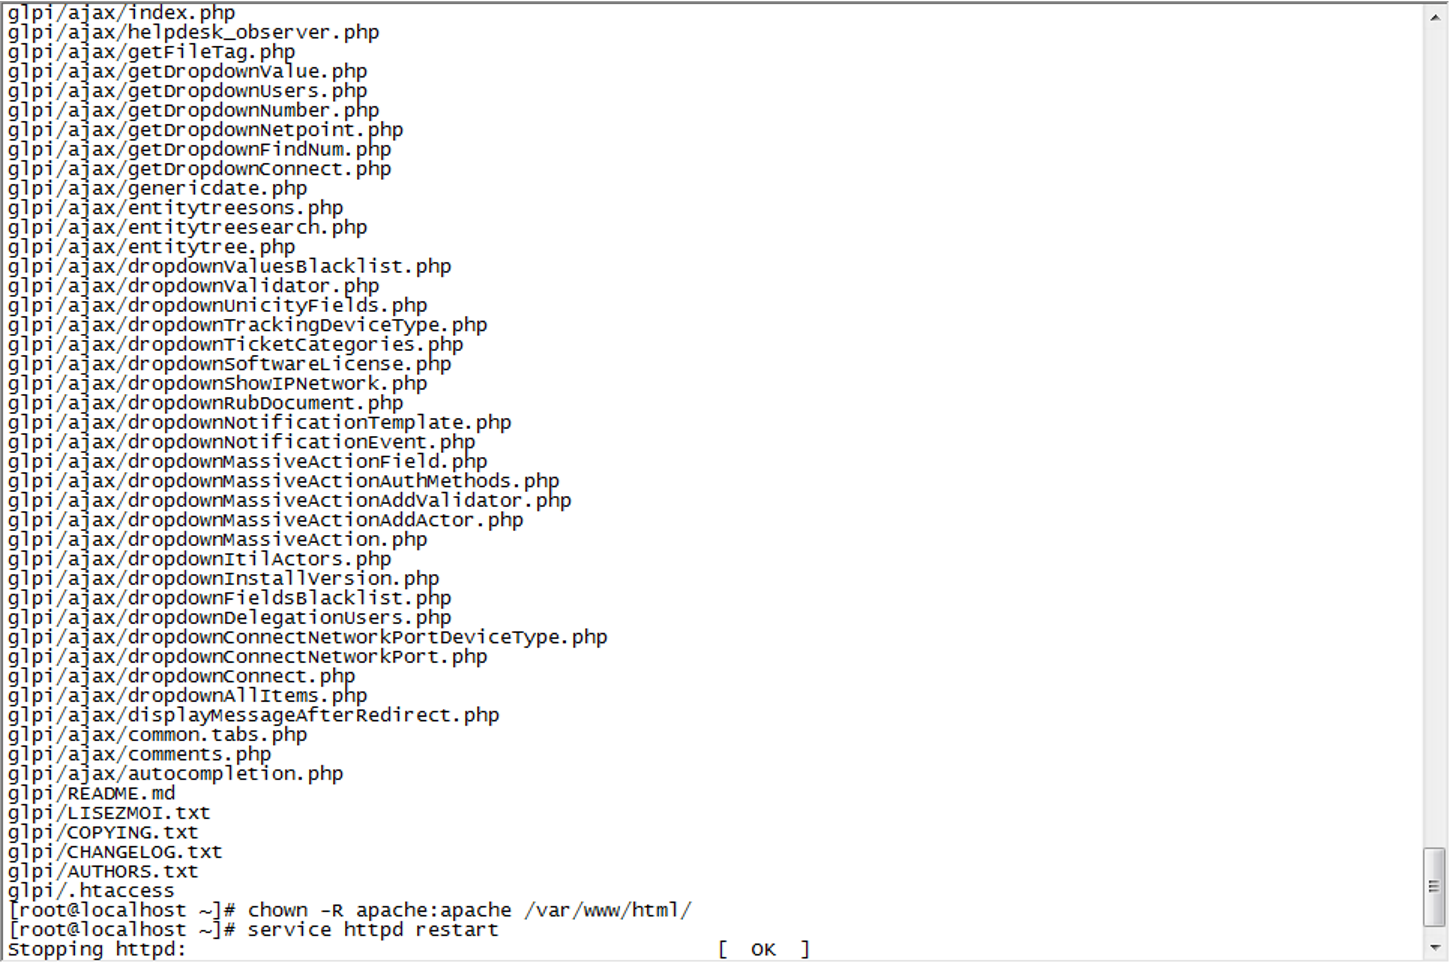 glpi/ajax/index.php
glpi/ajax/helpdesk_observer.php
glpi/ajax/getFileTag.php
glpi/ajax/getDropdownValue.php
glpi/ajax/getDropdownUsers.php
glpi/ajax/getDropdownNumber.php
glpi/ajax/getDropdownNetpoint.php
glpi/ajax/getDropdownFindNum.php
glpi/ajax/getDropdownConnect.php
glpi/ajax/genericdate.php
glpi/ajax/entitytreesons.php
glpi/ajax/entitytreesearch.php
glpi/ajax/entitytree.php
glpi/ajax/dropdownValuesBlacklist.php
glpi/ajax/dropdownValidator.php
glpi/ajax/dropdownUnicityFields.php
glpi/ajax/dropdownTrackingDeviceType.php
glpi/ajax/dropdownTicketCategories.php
glpi/ajax/dropdownSoftwareLicense.php
glpi/ajax/dropdownShowIPNetwork.php
glpi/ajax/dropdownRubDocument.php
glpi/ajax/dropdownNotificationTemplate.php
glpi/ajax/dropdownNotificationEvent.php
glpi/ajax/dropdownMassiveActionField.php
glpi/ajax/dropdownMassiveActionAuthMethods.php
glpi/ajax/dropdownMassiveActionAddValidator.php
glpi/ajax/dropdownMassiveActionAddActor.php
glpi/ajax/dropdownMassiveAction.php
glpi/ajax/dropdownItilActors.php
glpi/ajax/dropdownInstallVersion.php
glpi/ajax/dropdownFieldsBlacklist.php
glpi/ajax/dropdownDelegationUsers.php
glpi/ajax/dropdownConnectNetworkPortDeviceType.php
glpi/ajax/dropdownConnectNetworkPort.php
glpi/ajax/dropdownConnect.php
glpi/ajax/dropdownAllItems.php
glpi/ajax/displayMessageAfterRedirect.php
glpi/ajax/common.tabs.php
glpi/ajax/comments.php
glpi/ajax/autocompletion.php
glpi/README.md
glpi/LISEZMOI.txt
glpi/COPYING.txt
glpi/CHANGELOG.txt
glpi/AUTHORS.txt
glpi/.htaccess
[root@localhost ~]# chown -R apache:apache /var/www/html/
[root@localhost ~]# service httpd restart
Stopping httpd: [ OK ]